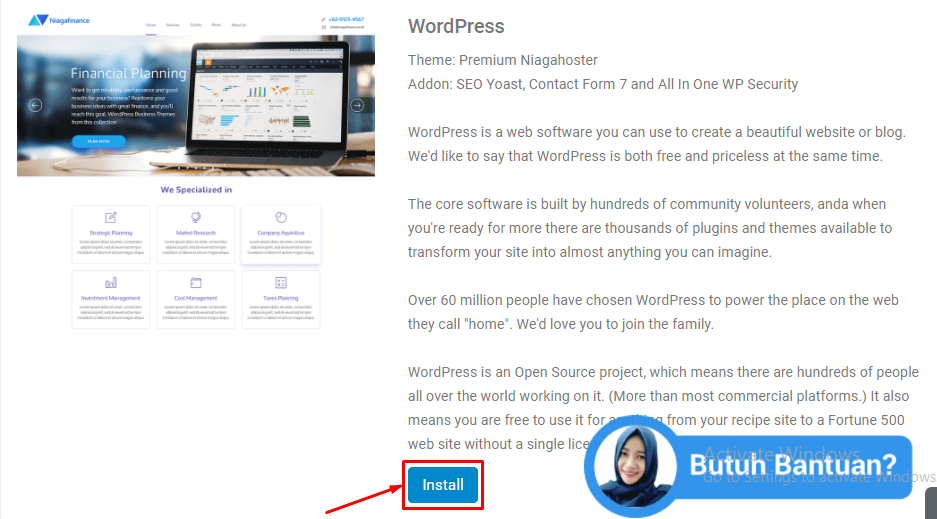 Niagafinance
Home Services Gallery News About Us
+62-0123-4567
Financial Planning
Want to get reliability, performance and good
results for your business? Reinforce your
business ideas with great finance, and you'll
reach this goal. WordPress Business Themes
from this collection
PLAN NOW
We Specialized in
Strategic Planning
Market Research
Company Aquisition
Investment Management
Cost Management
Taxes Planning
WordPress
Theme: Premium Niagahoster
Addon: SEO Yoast, Contact Form 7 and All In One WP Security
WordPress is a web software you can use to create a beautiful website or blog.
We'd like to say that WordPress is both free and priceless at the same time.
The core software is built by hundreds of community volunteers, anda when
you're ready for more there are thousands of plugins and themes available to
transform your site into almost anything you can imagine.
Over 60 million people have chosen WordPress to power the place on the web
they call "home". We'd love you to join the family.
WordPress is an Open Source project, which means there are hundreds of people
all over the world working on it. (More than most commercial platforms.) It also
means you are free to use it for anything from your recipe site to a Fortune 500
web site without a single
Install
Butuh Bantuan?
Activate Windows
Go to Settings to activate Windows.